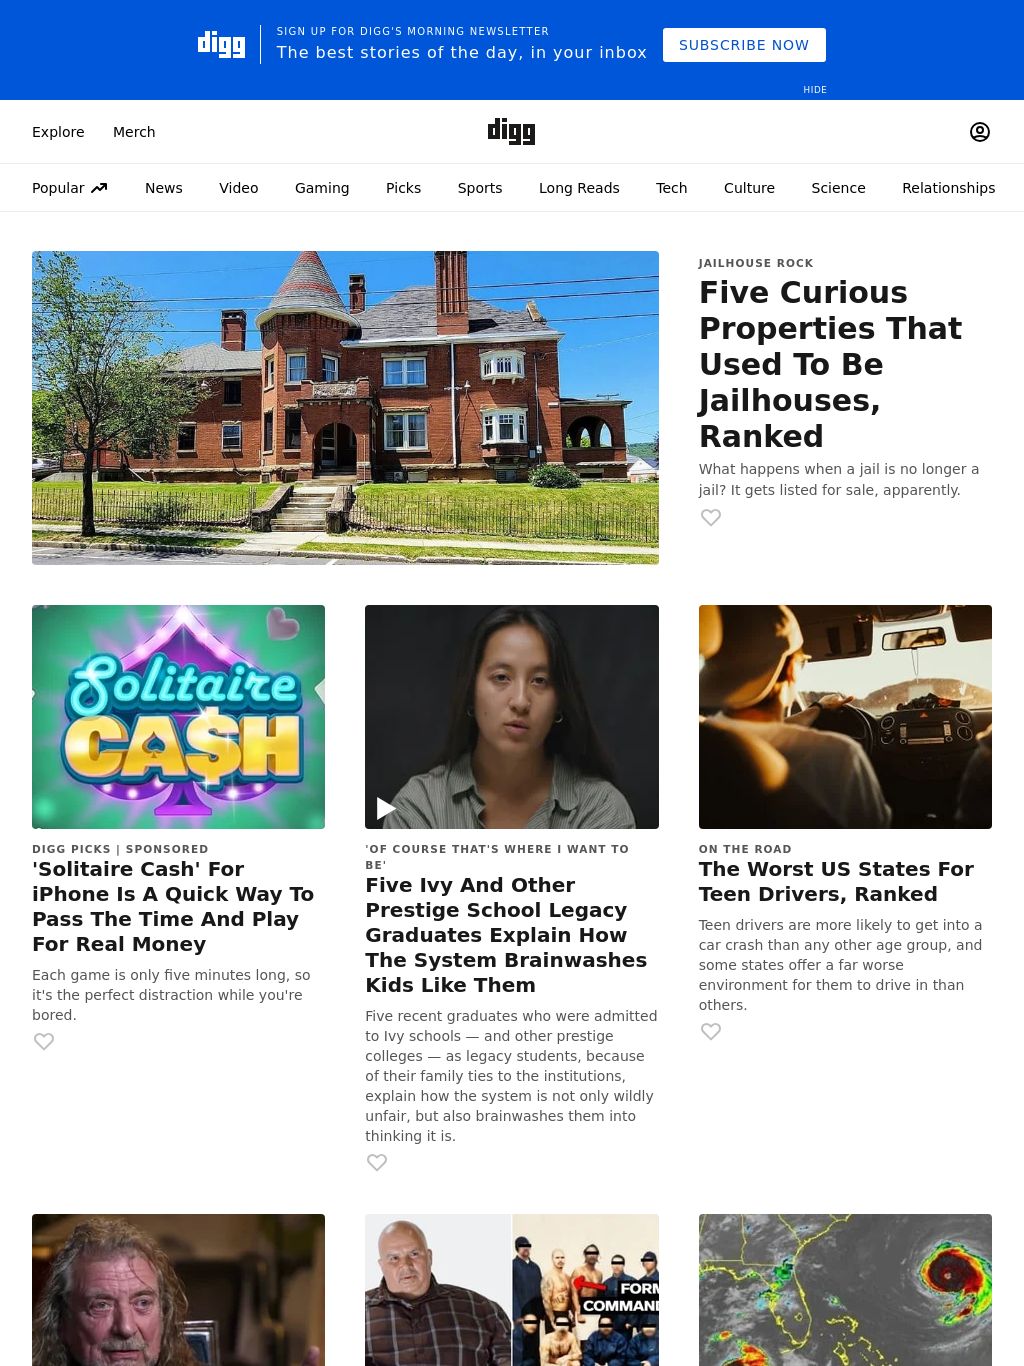 digg
SIGN UP FOR DIGG'S MORNING NEWSLETTER
The best stories of the day, in your inbox
SUBSCRIBE NOW
HIDE
Explore
Merch
digg
Popular
News
Video
Gaming
Picks
Sports
Long Reads
Tech
Culture
Science
Relationships
JAILHOUSE ROCK
Five Curious
Properties That
Used To Be
Jailhouses,
Ranked
What happens when a jail is no longer a
jail? It gets listed for sale, apparently.
Solitaire
CA$H
DIGG PICKS | SPONSORED
'Solitaire Cash' For
iPhone Is A Quick Way To
Pass The Time And Play
For Real Money
Each game is only five minutes long, so
it's the perfect distraction while you're
bored.
'OF COURSE THAT'S WHERE I WANT TO
BE'
Five Ivy And Other
Prestige School Legacy
Graduates Explain How
The System Brainwashes
Kids Like Them
Five recent graduates who were admitted
to Ivy schools — and other prestige
colleges — as legacy students, because
of their family ties to the institutions,
explain how the system is not only wildly
unfair, but also brainwashes them into
thinking it is.
ON THE ROAD
The Worst US States For
Teen Drivers, Ranked
Teen drivers are more likely to get into a
car crash than any other age group, and
some states offer a far worse
environment for them to drive in than
others.
FORM
COMMAND